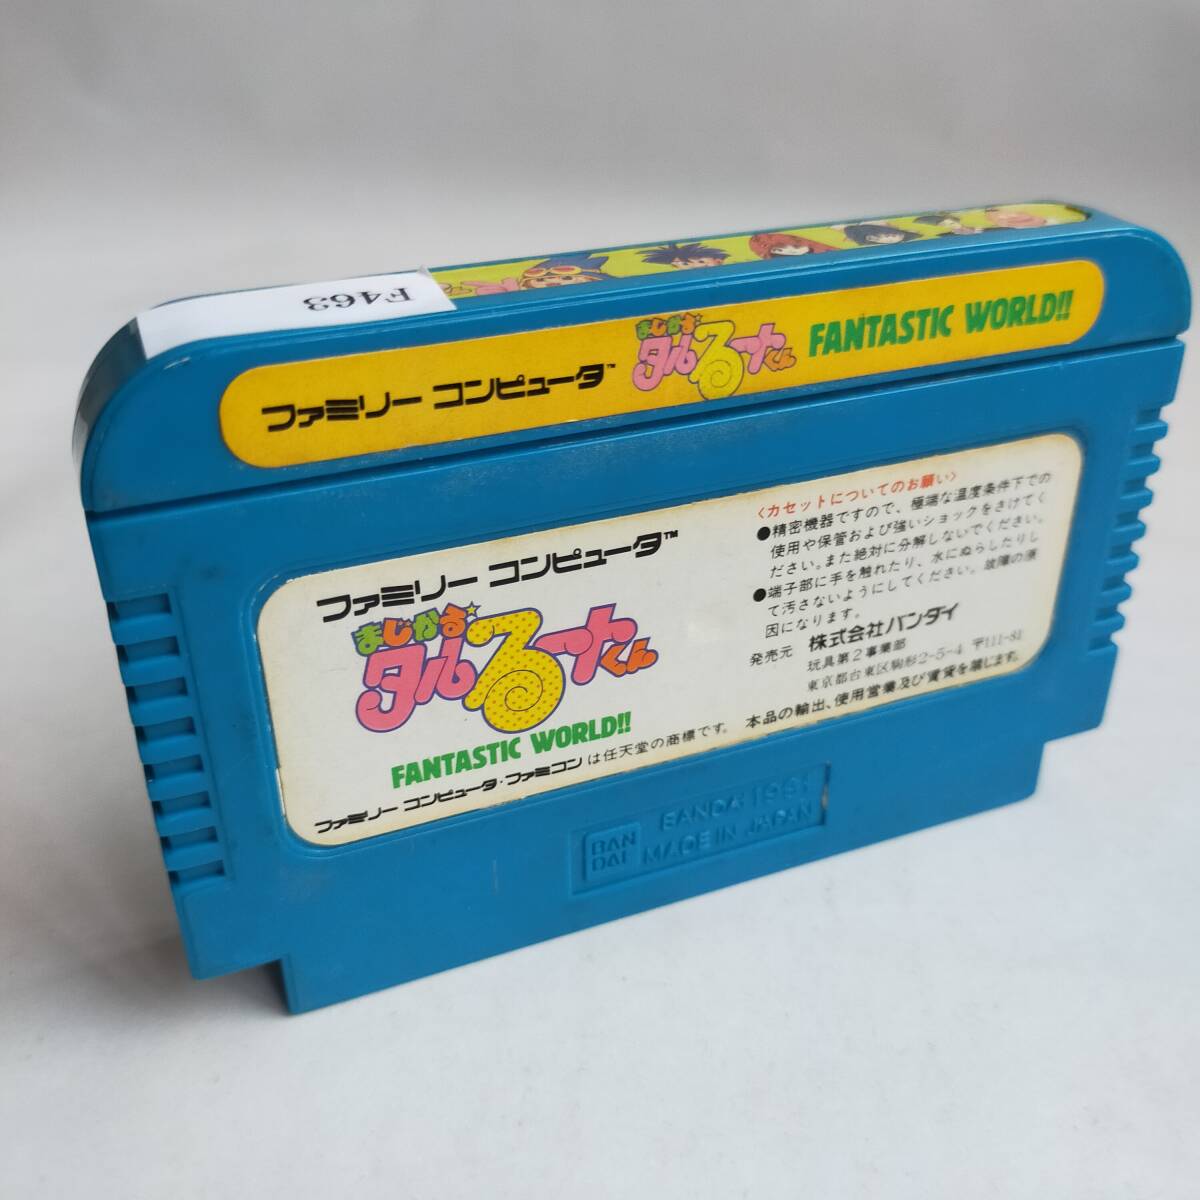 F463
ファミリー コンピュータ™
まじかる☆
タルるートくん
FANTASTIC WORLD!!
ファミリー コンピュータ™
まじかる☆
タルるートくん
FANTASTIC WORLD!!
ファミリー コンピュータ・ファミコン は任天堂の商標です。
〈カセットについてのお願い〉
●精密機器ですので、極端な温度条件下での
使用や保管および強いショックをさけてく
ださい。また絶対に分解しないでください。
●端子部に手を触れたり、水にぬらしたりし
て汚さないようにしてください。故障の原
因になります。
発売元 株式会社バンダイ
玩具第2事業部
東京都台東区駒形2-5-4 〒111-81
本品の輸出、使用営業及び賃貸を禁じます。
BAN
DAI
BANDAI 1991
MADE IN JAPAN